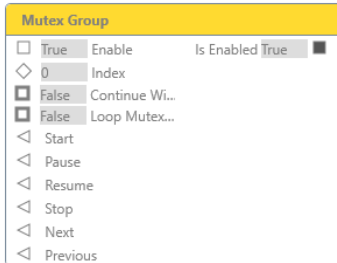 Mutex Group
True Enable Is Enabled True
0 Index
False Continue Wi...
False Loop Mutex...
Start
Pause
Resume
Stop
Next
Previous